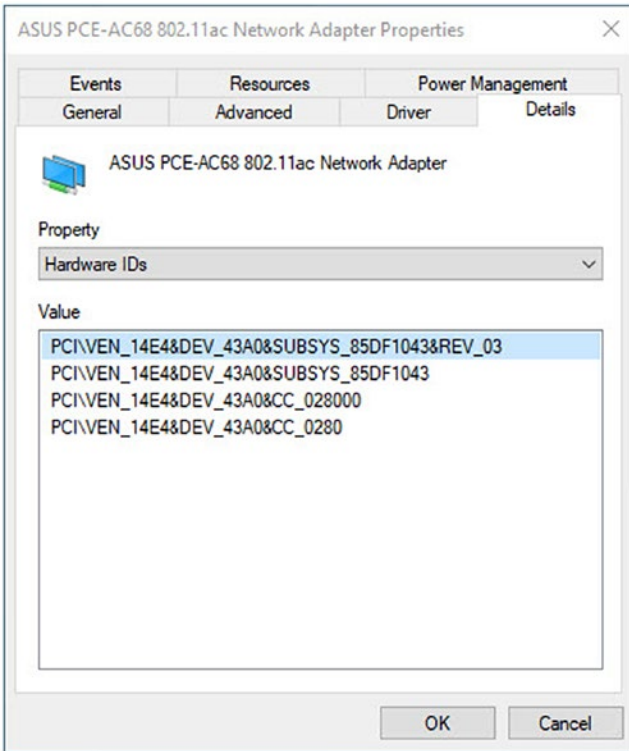 ASUS PCE-AC68 802.11ac Network Adapter Properties
Events Resources Power Management
General Advanced Driver Details
ASUS PCE-AC68 802.11ac Network Adapter
Property
Hardware IDs
Value
PCI\VEN_14E4&DEV_43A0&SUBSYS_85DF1043&REV_03
PCI\VEN_14E4&DEV_43A0&SUBSYS_85DF1043
PCI\VEN_14E4&DEV_43A0&CC_028000
PCI\VEN_14E4&DEV_43A0&CC_0280
OK Cancel